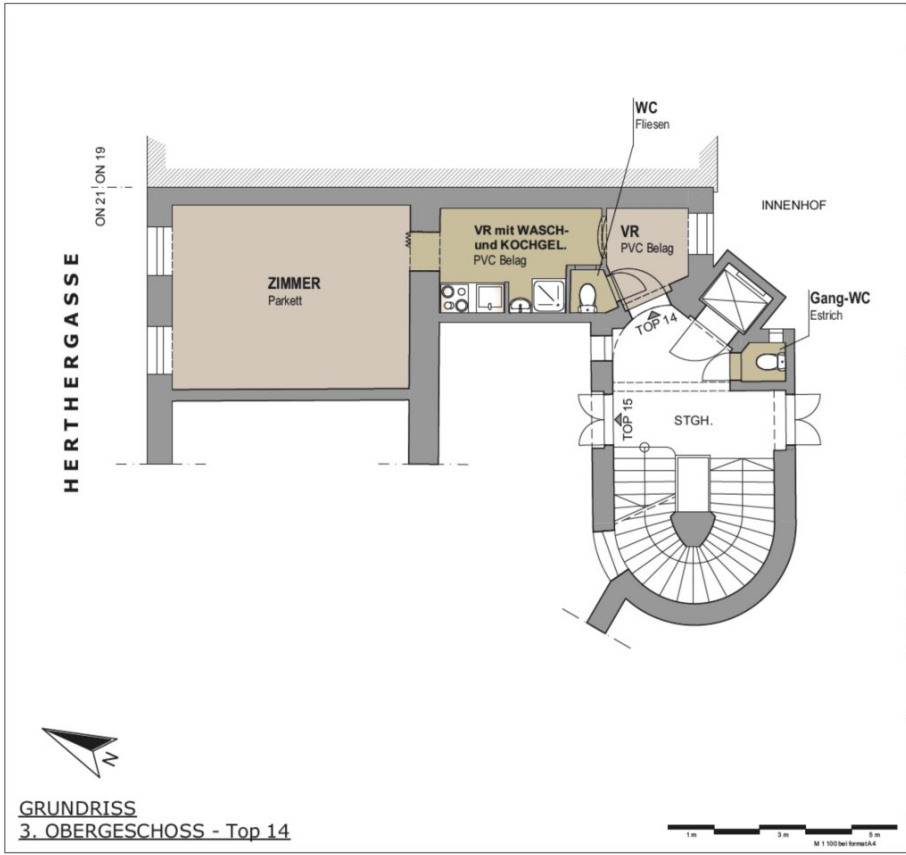 WC
Fliesen
ON 21 ON 19
INNENHOF
HERTHERGASSE
ZIMMER
Parkett
VR mit WASCH-
und KOCHGEL.
PVC Belag
VR
PVC Belag
Gang-WC
Estrich
TOP 14
TOP 15
STGH.
N
GRUNDRISS
3. OBERGESCHOSS - Top 14
1 m 3 m 5 m
M 1 100 bei formatA4